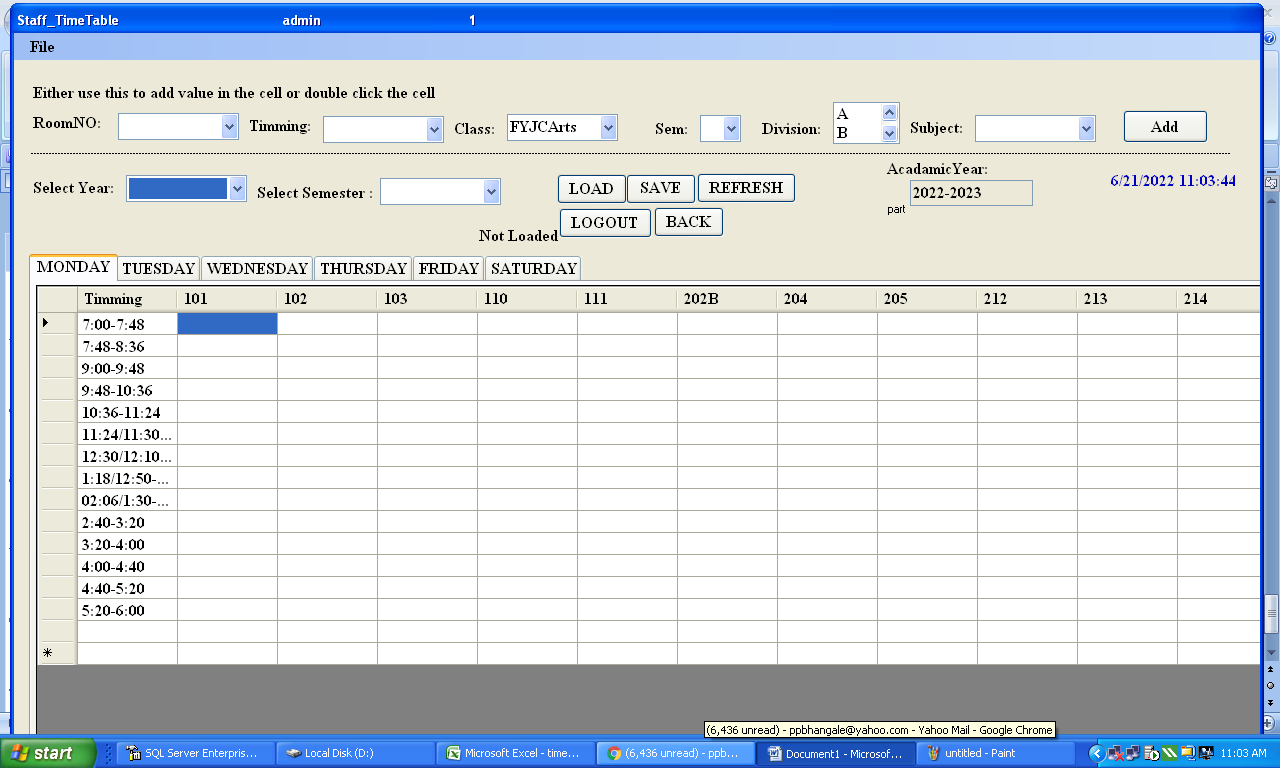 Staff_TimeTable admin 1
File
Either use this to add value in the cell or double click the cell
RoomNO: Timming: Class: FYJCArts Sem: Division: A B Subject: Add
Select Year: Select Semester : LOAD SAVE REFRESH AcadamicYear: 2022-2023 6/21/2022 11:03:44
part
Not Loaded LOGOUT BACK
MONDAY TUESDAY WEDNESDAY THURSDAY FRIDAY SATURDAY
Timming 101 102 103 110 111 202B 204 205 212 213 214
7:00-7:48
7:48-8:36
9:00-9:48
9:48-10:36
10:36-11:24
11:24/11:30...
12:30/12:10...
1:18/12:50-...
02:06/1:30-...
2:40-3:20
3:20-4:00
4:00-4:40
4:40-5:20
5:20-6:00
(6,436 unread) - ppbhangale@yahoo.com - Yahoo Mail - Google Chrome
start SQL Server Enterpris... Local Disk (D:) Microsoft Excel - time... (6,436 unread) - ppb... Document1 - Microsof... untitled - Paint 11:03 AM